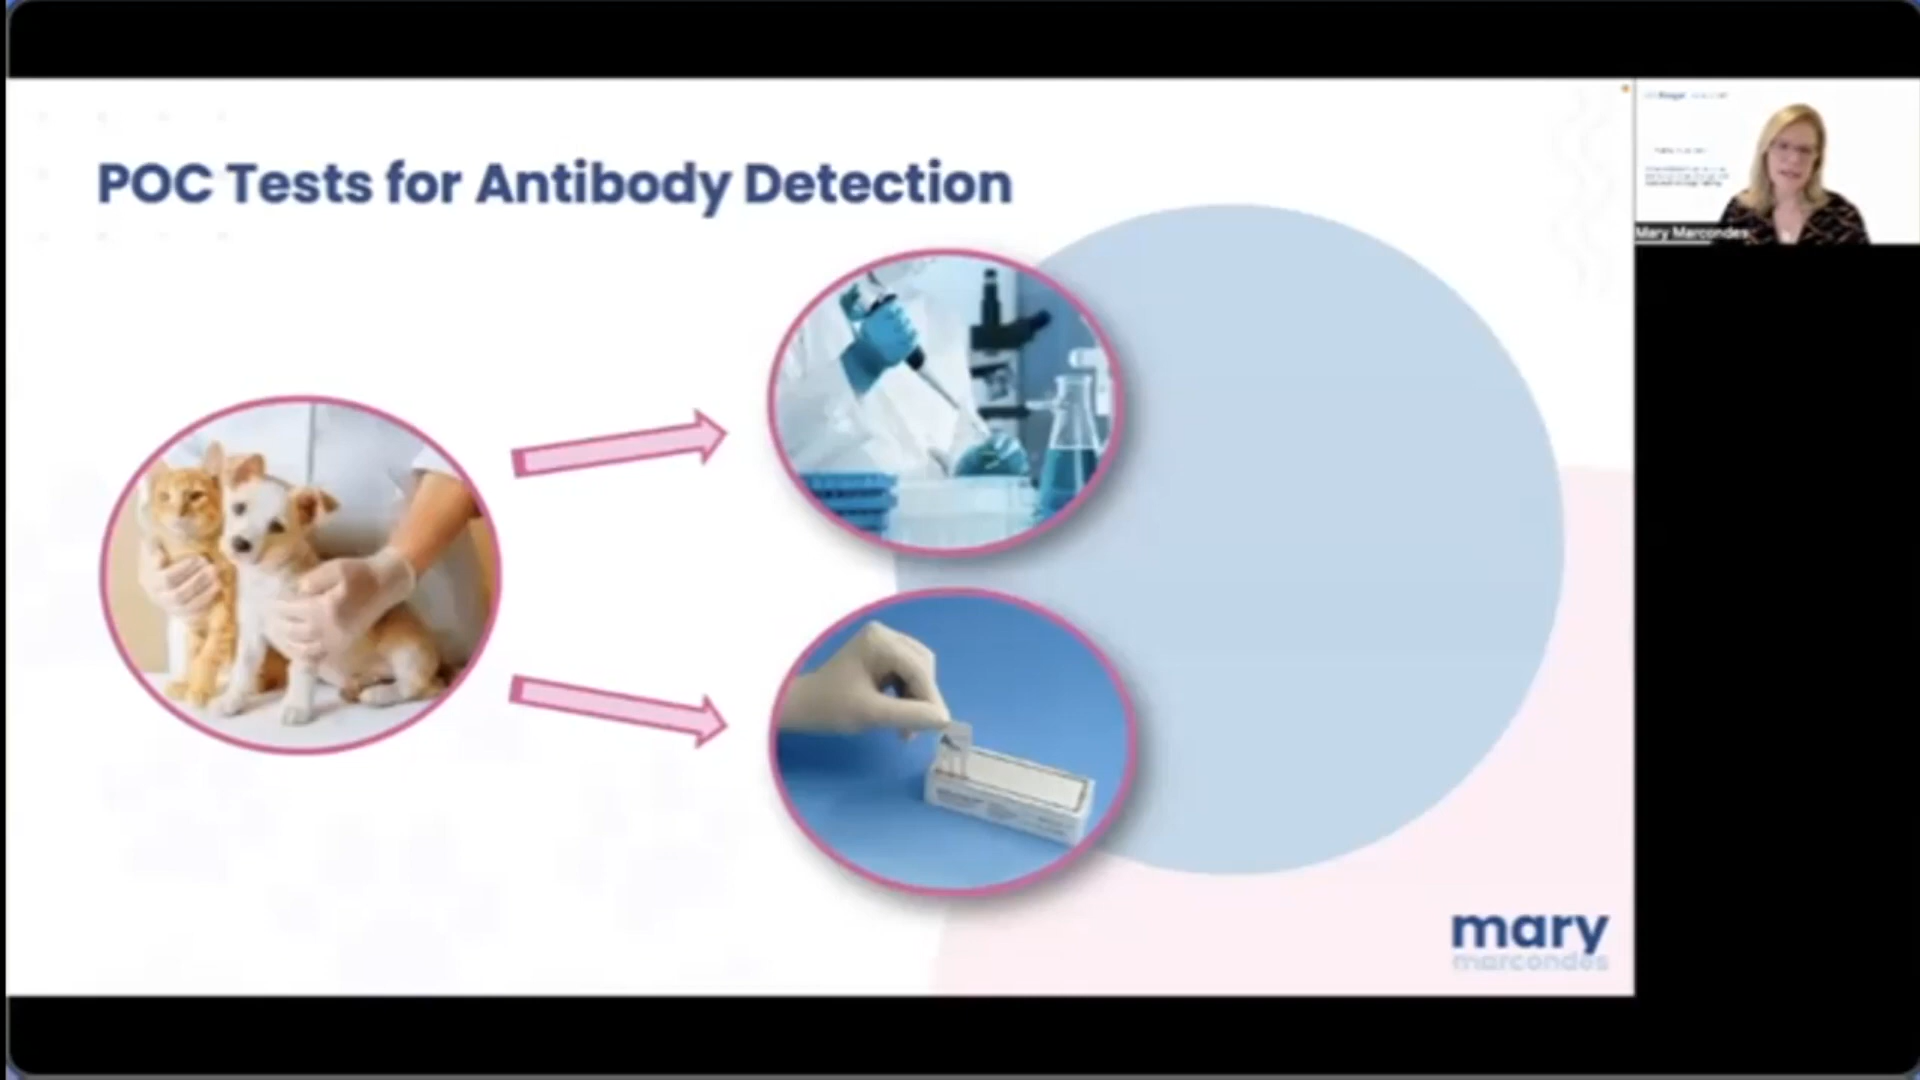 POC Tests for Antibody Detection
Mary Marcondes
mary
marcondes